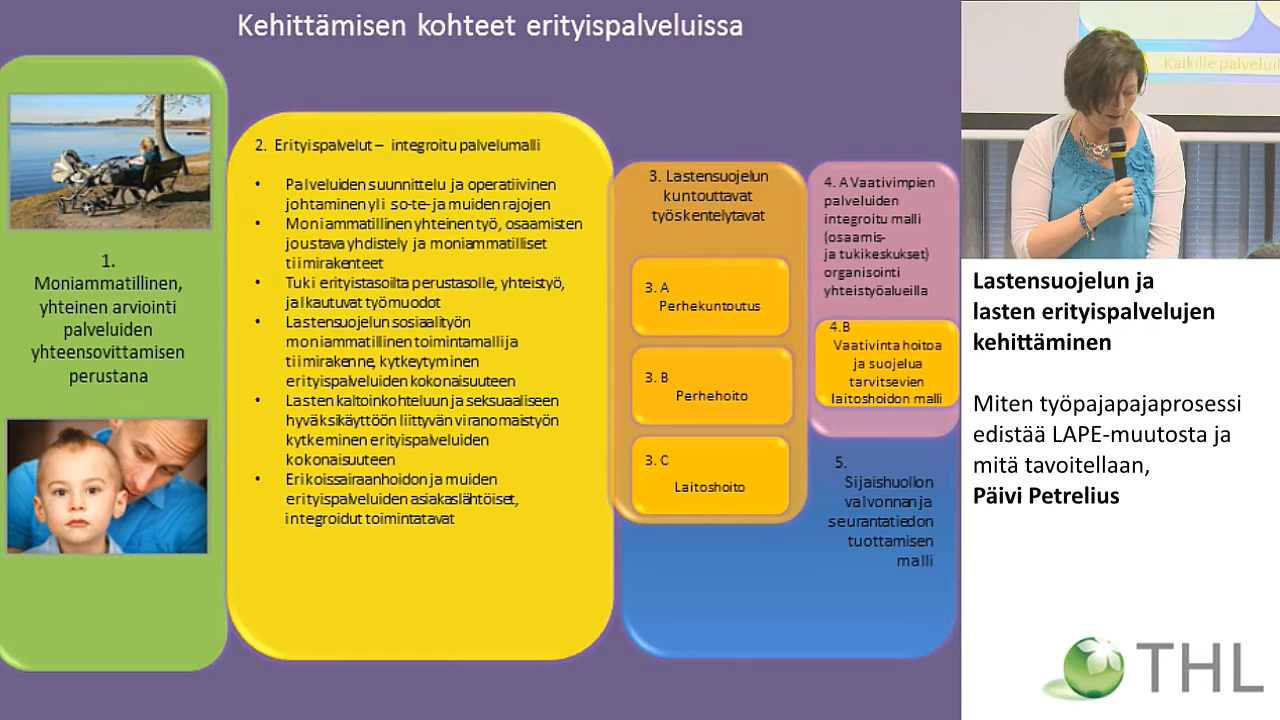 Kehittämisen kohteet erityispalveluissa
1.
Moniammatillinen,
yhteinen arviointi
palveluiden
yhteensovittamisen
perustana
2. Erityispalvelut – integroitu palvelumalli
• Palveluiden suunnittelu ja operatiivinen
johtaminen yli so-te- ja muiden rajojen
• Moniammatillinen yhteinen työ, osaamisten
joustava yhdistely ja moniammatilliset
tiimirakenteet
• Tuki erityistasoilta perustasolle, yhteistyö,
ja lkautuvat työmuodot
• Lastensuojelun sosiaalityön
moniammatillinen toimintamalli ja
tiimirakenne, kytkeytyminen
erityispalveluiden kokonaisuuteen
• Lasten kaltoinkohteluun ja seksuaaliseen
hyväksikäyttöön liittyvän viranomaistyön
kytkeminen erityispalveluiden
kokonaisuuteen
• Erikoissairaanhoidon ja muiden
erityispalveluiden asiakaslähtöiset,
integroidut toimintatavat
3. Lastensuojelun
kuntouttavat
työskentelytavat
3. A
Perhekuntoutus
3. B
Perhehoito
3. C
Laitoshoito
4. A Vaativimpien
palveluiden
integroitu malli
(osaamis-
ja tukikeskukset)
organisointi
yhteistyöalueilla
4.B
Vaativinta hoitoa
ja suojelua
tarvitsevien
laitoshoidon malli
5.
Sijaishuollon
valvonnan ja
seurantatiedon
tuottamisen
malli
Kaikille palveluil
Lastensuojelun ja
lasten erityispalvelujen
kehittäminen
Miten työpajapajaprosessi
edistää LAPE-muutosta ja
mitä tavoitellaan,
Päivi Petrelius
THL